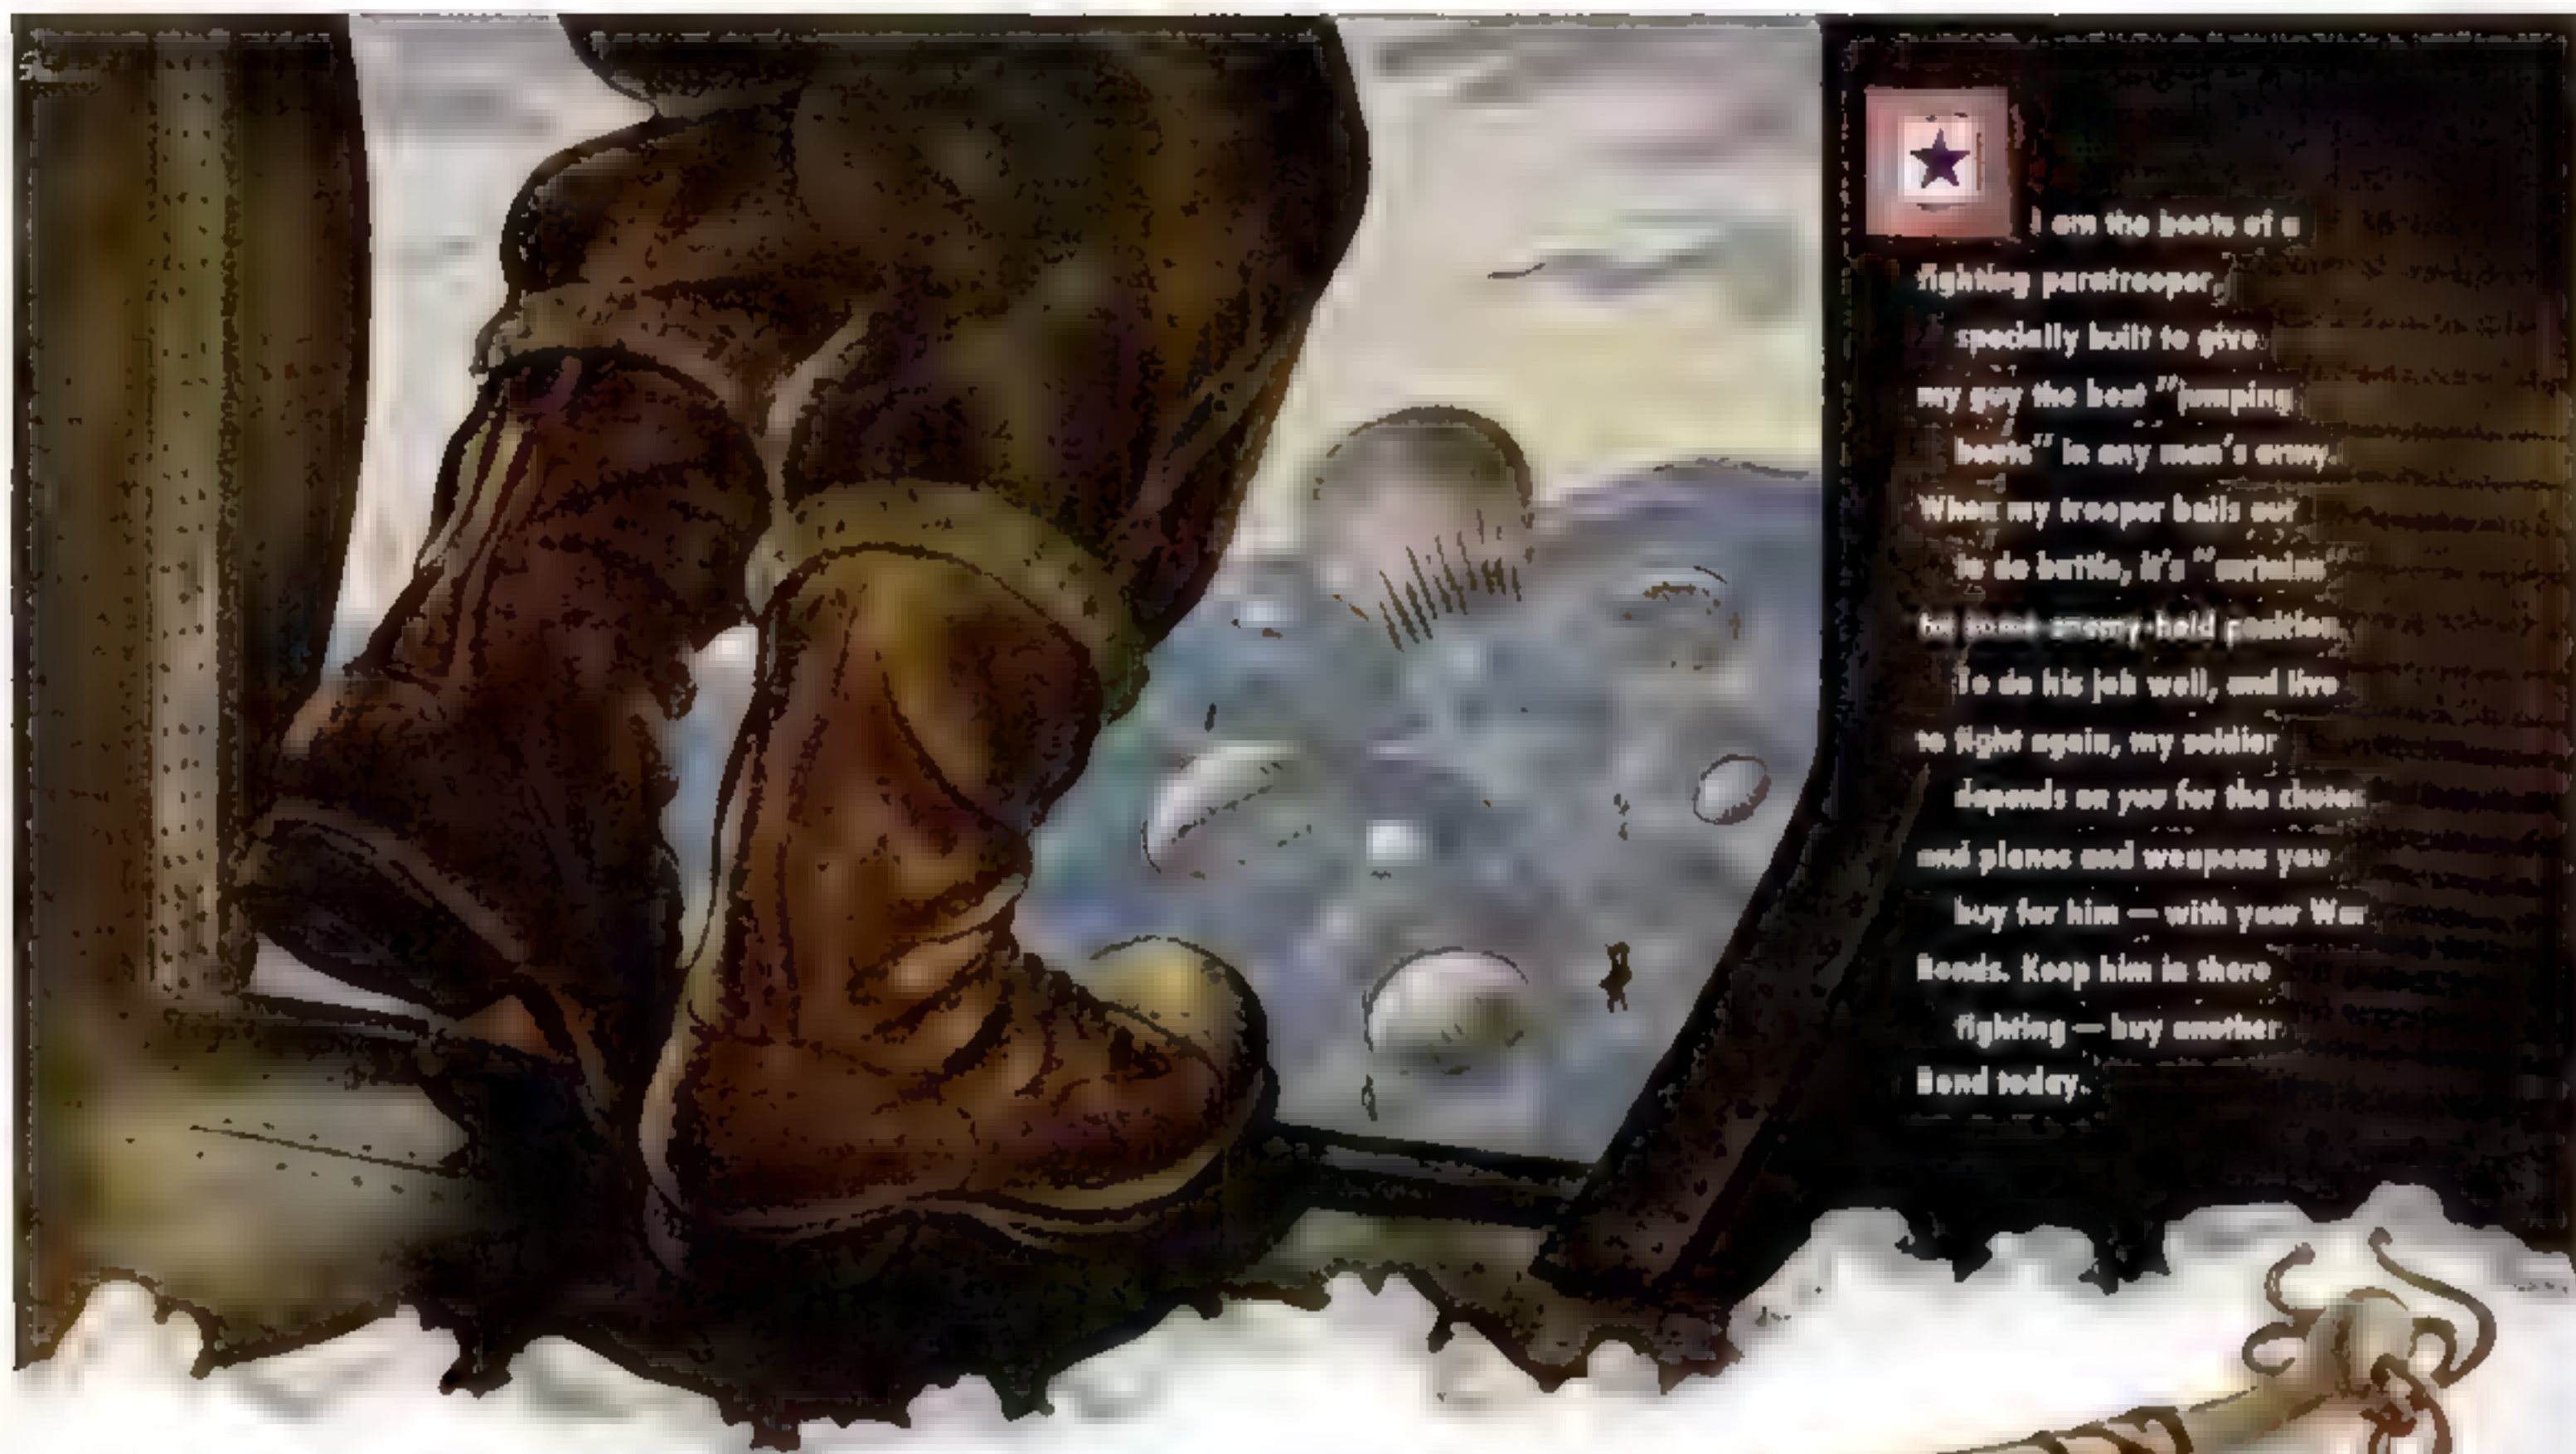 I am the boots of a
fighting paratrooper,
specially built to give
my guy the best "jumping
boots" in any man's army.
When my trooper bails out
to do battle, it's "curtains"
for some enemy-held position.
To do his job well, and live
to fight again, my soldier
depends on you for the chutes
and planes and weapons you
buy for him — with your War
Bonds. Keep him in there
fighting — buy another
Bond today.